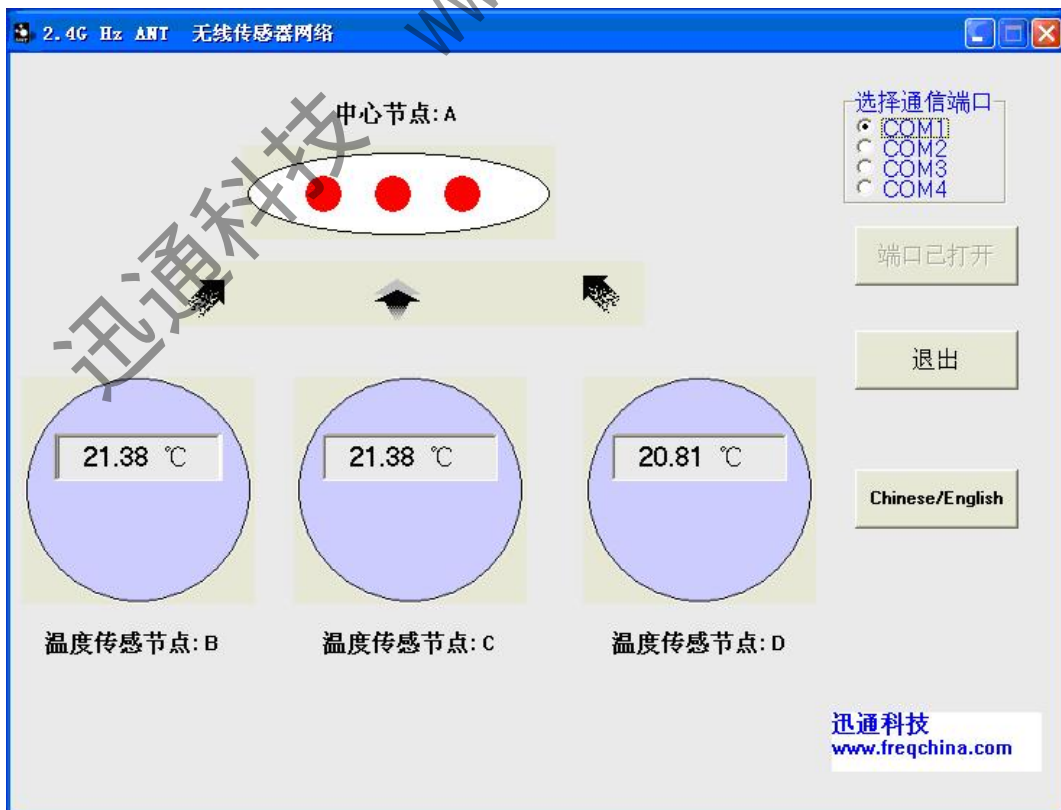 2.4G Hz ANT 无线传感器网络
中心节点: A
选择通信端口
COM1
COM2
COM3
COM4
端口已打开
退出
21.38 ℃
21.38 ℃
20.81 ℃
Chinese/English
温度传感节点: B
温度传感节点: C
温度传感节点: D
迅通科技
www.freqchina.com
迅通科技